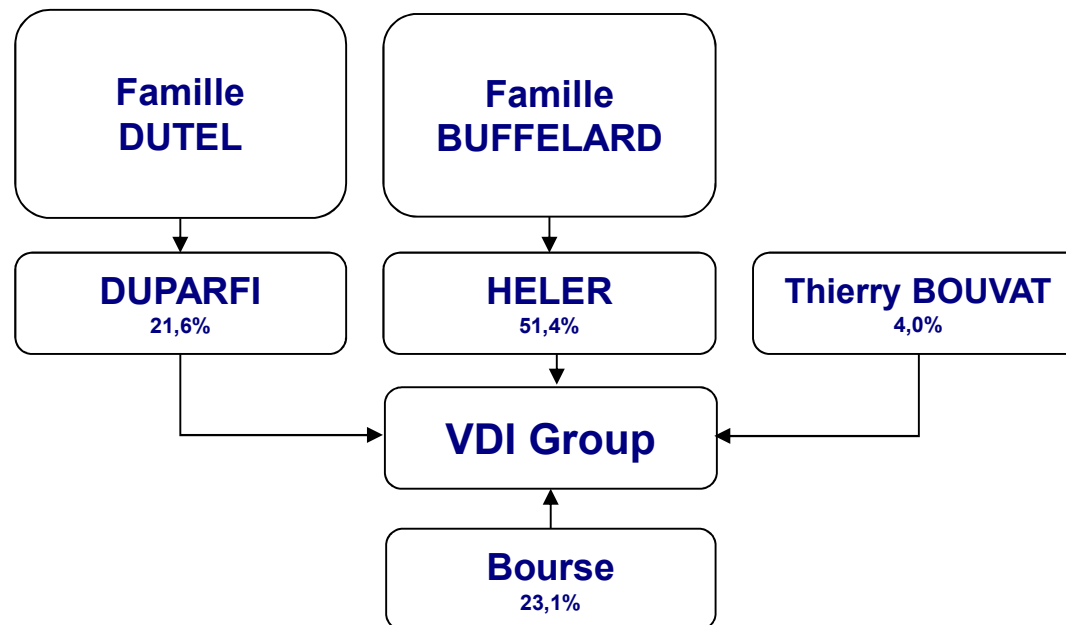 Famille
DUTEL
Famille
BUFFELARD
DUPARFI
21,6%
HELER
51,4%
Thierry BOUVAT
4,0%
VDI Group
Bourse
23,1%